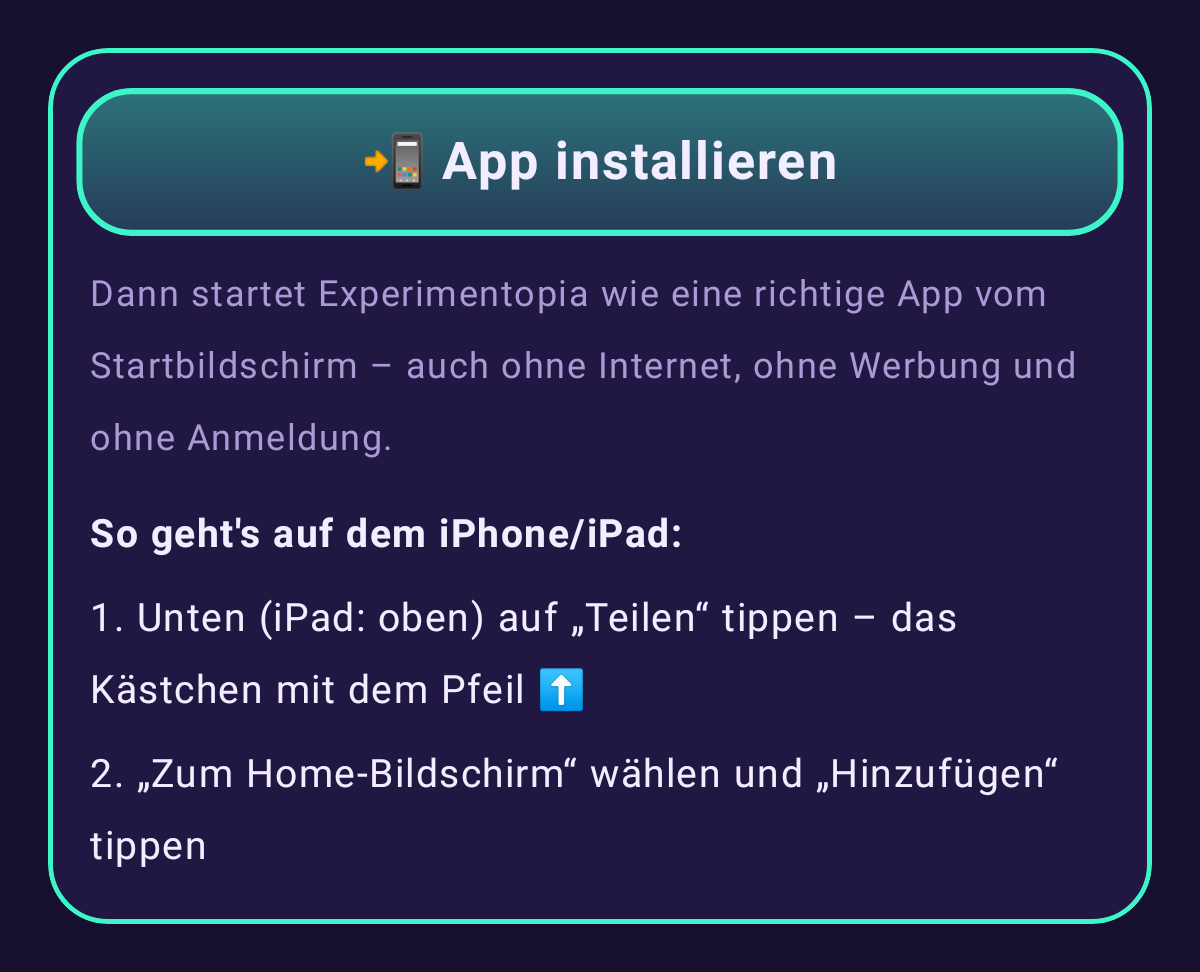 📲 App installieren
Dann startet Experimentopia wie eine richtige App vom
Startbildschirm – auch ohne Internet, ohne Werbung und
ohne Anmeldung.
So geht's auf dem iPhone/iPad:
1. Unten (iPad: oben) auf „Teilen“ tippen – das
Kästchen mit dem Pfeil ⬆️
2. „Zum Home-Bildschirm“ wählen und „Hinzufügen“
tippen